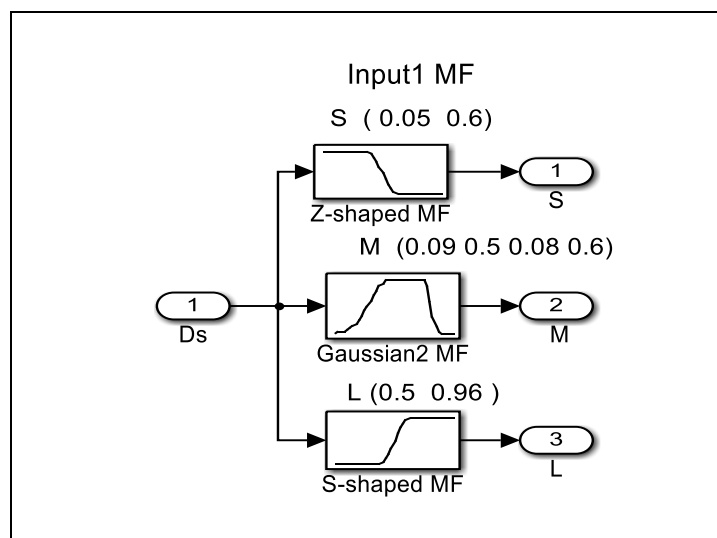 Input1 MF
S ( 0.05 0.6)
1
S
Z-shaped MF
M (0.09 0.5 0.08 0.6)
1
Ds
2
M
Gaussian2 MF
L (0.5 0.96 )
3
L
S-shaped MF